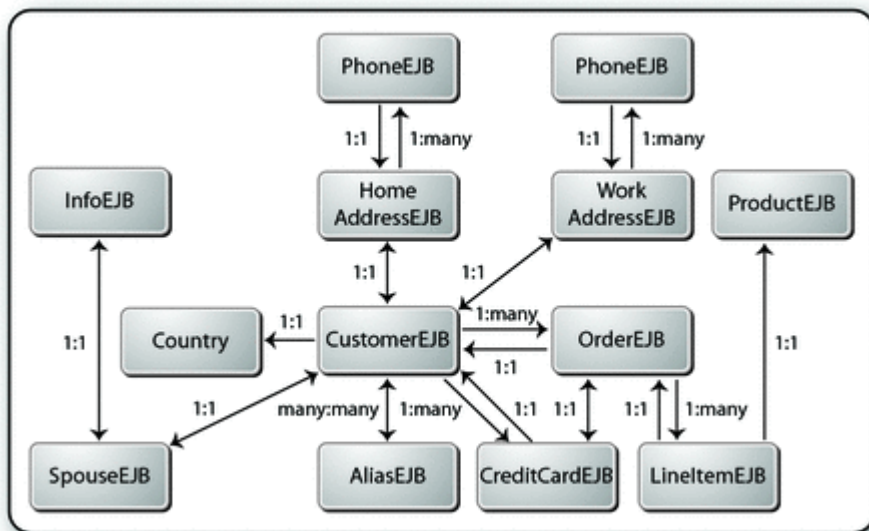 PhoneEJB
PhoneEJB
1:1
1:many
1:1
1:many
InfoEJB
Home
AddressEJB
Work
AddressEJB
ProductEJB
1:1
1:1
1:1
1:1
Country
1:1
CustomerEJB
1:many
1:1
OrderEJB
1:1
many:many
1:many
1:1
1:1
1:1
1:many
SpouseEJB
AliasEJB
CreditCardEJB
LineItemEJB